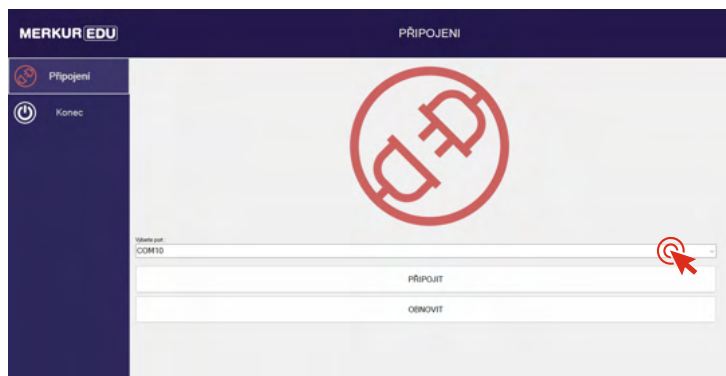 MERKUR EDU
PŘIPOJENI
Připojení
Konec
Vyberte port :
COM10
PŘIPOJIT
OBNOVIT